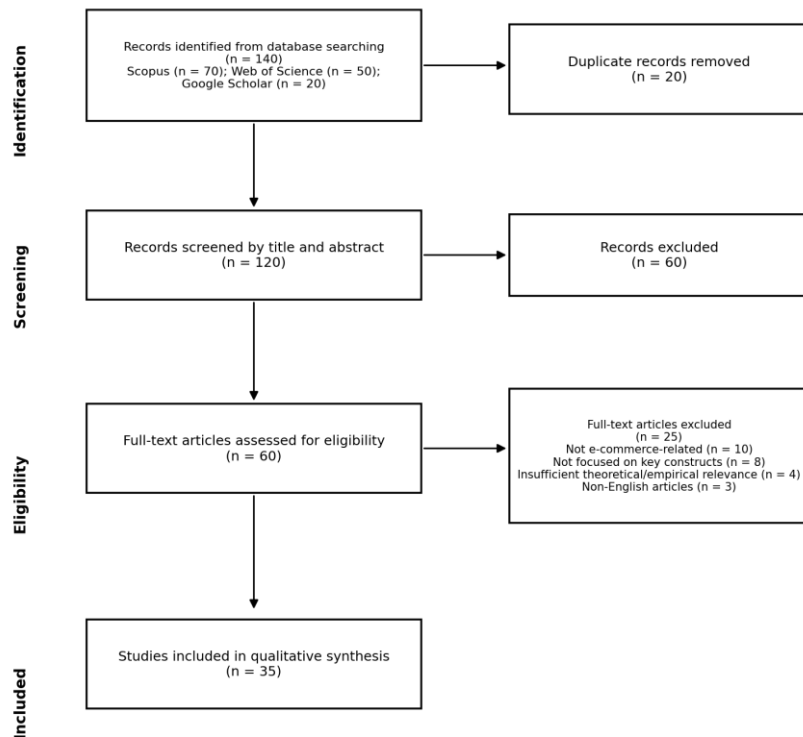 Identification
Records identified from database searching
(n = 140)
Scopus (n = 70); Web of Science (n = 50);
Google Scholar (n = 20)
Duplicate records removed
(n = 20)
Screening
Records screened by title and abstract
(n = 120)
Records excluded
(n = 60)
Eligibility
Full-text articles assessed for eligibility
(n = 60)
Full-text articles excluded
(n = 25)
Not e-commerce-related (n = 10)
Not focused on key constructs (n = 8)
Insufficient theoretical/empirical relevance (n = 4)
Non-English articles (n = 3)
Included
Studies included in qualitative synthesis
(n = 35)